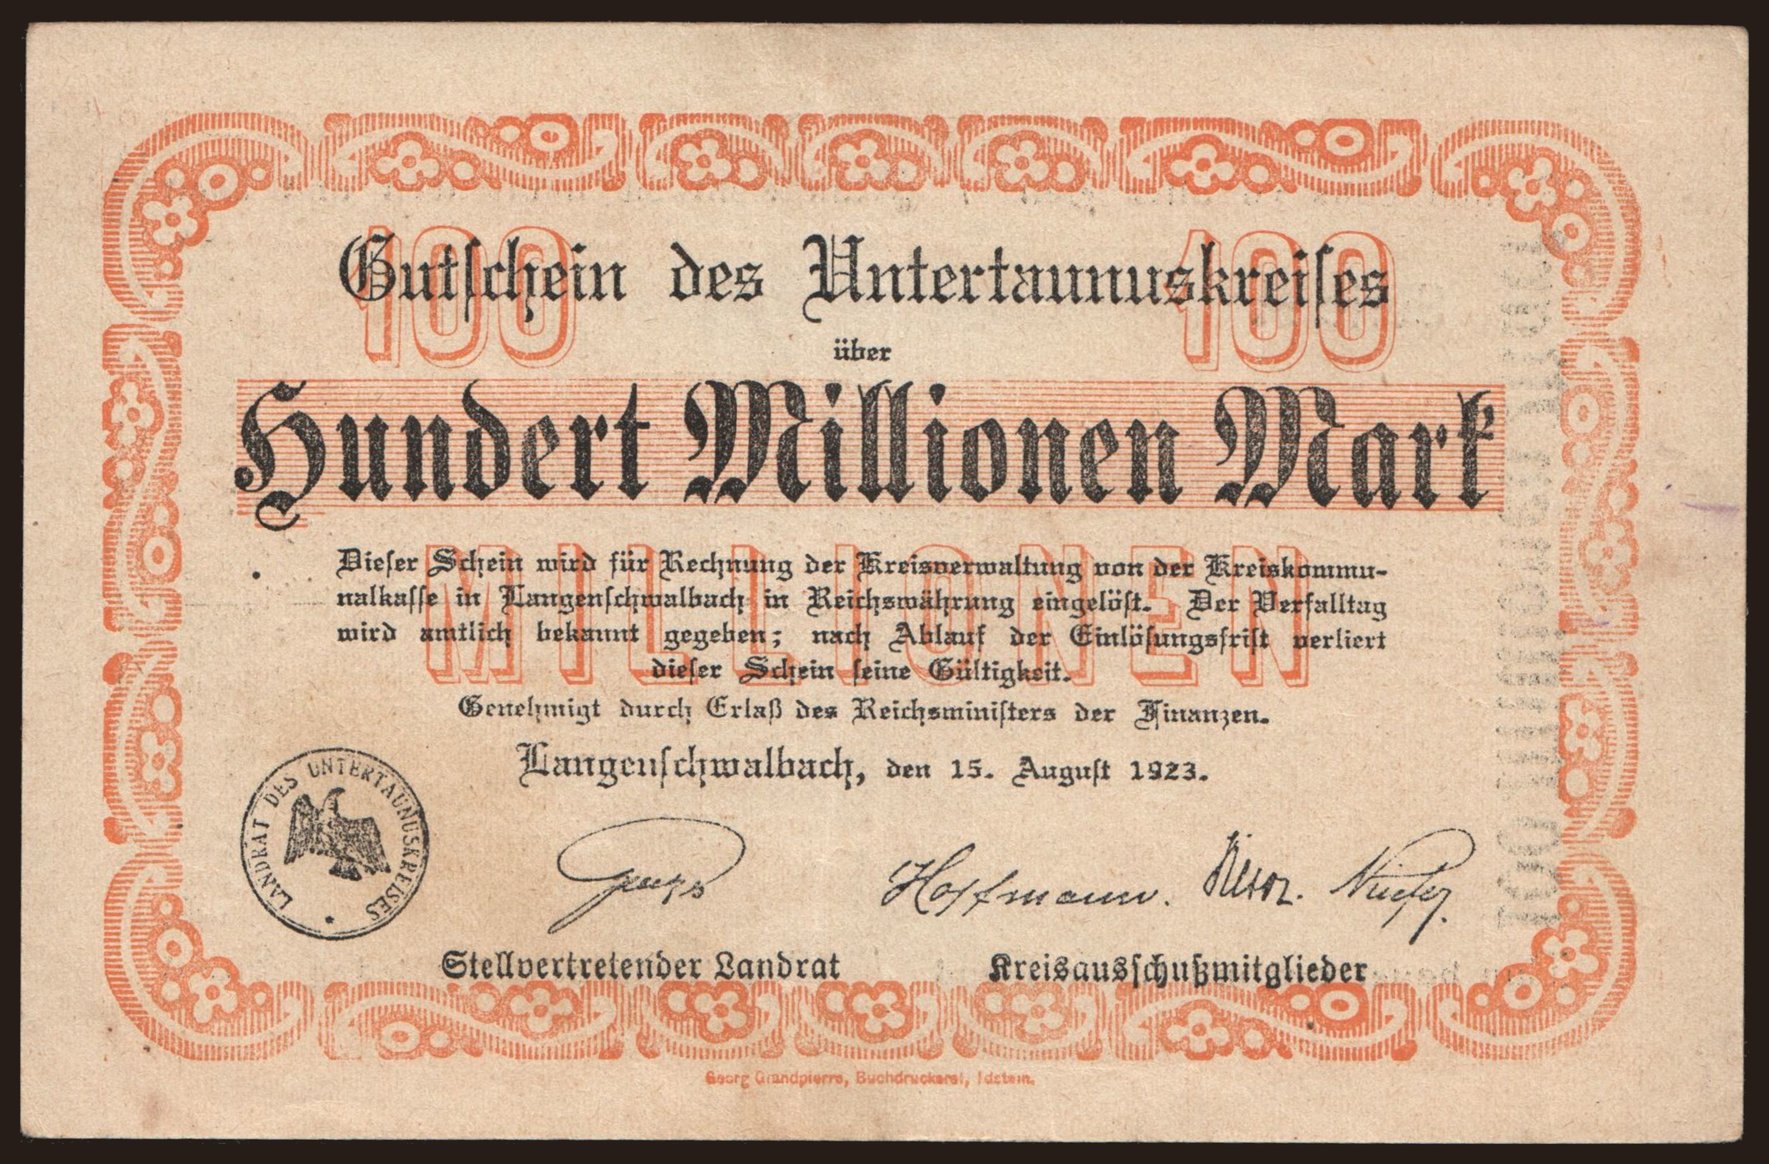 100 100
Gutschein des Untertaunuskreises
über
Hundert Millionen Mark
MILLIONEN
Dieser Schein wird für Rechnung der Kreisverwaltung von der Kreiskommu-
nalkasse in Langenschwalbach in Reichswährung eingelöst. Der Verfalltag
wird amtlich bekannt gegeben; nach Ablauf der Einlösungsfrist verliert
dieser Schein seine Gültigkeit.
Genehmigt durch Erlaß des Reichsministers der Finanzen.
Langenschwalbach, den 15. August 1923.
LANDRAT DES UNTERTAUNUSKREISES
Hoffmann.
Stellvertretender Landrat Kreisausschußmitglieder
Georg Grandpierre, Buchdruckerei, Idstein.